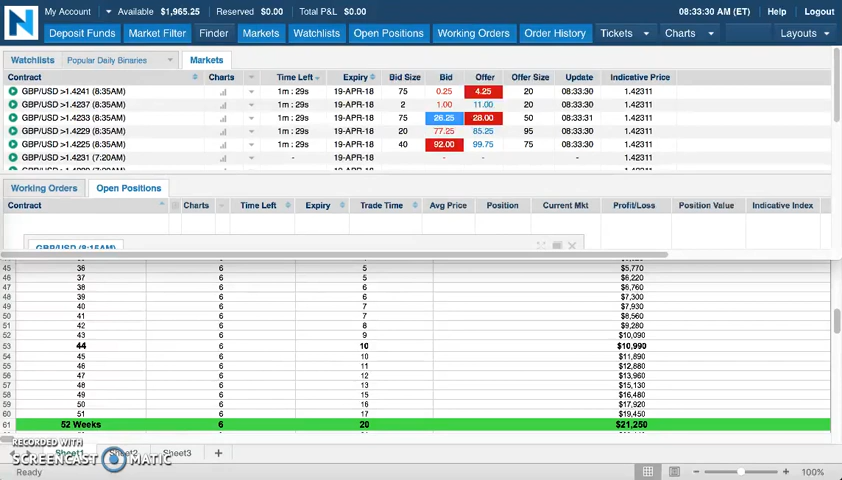 My Account Available $1,965.25 Reserved $0.00 Total P&L $0.00 08:33:30 AM (ET) Help Logout
N
Deposit Funds Market Filter Finder Markets Watchlists Open Positions Working Orders Order History Tickets Charts Layouts
Watchlists Popular Daily Binaries Markets
Contract Charts Time Left Expiry Bid Size Bid Offer Offer Size Update Indicative Price
GBP/USD >1.4241 (8:35AM) 1m : 29s 19-APR-18 75 0.25 4.25 20 08:33:30 1.42311
GBP/USD >1.4237 (8:35AM) 1m : 29s 19-APR-18 2 1.00 11.00 20 08:33:30 1.42311
GBP/USD >1.4233 (8:35AM) 1m : 29s 19-APR-18 75 26.25 28.00 50 08:33:31 1.42311
GBP/USD >1.4229 (8:35AM) 1m : 29s 19-APR-18 20 77.25 85.25 95 08:33:30 1.42311
GBP/USD >1.4225 (8:35AM) 1m : 29s 19-APR-18 40 92.00 99.75 75 08:33:30 1.42311
GBP/USD >1.4231 (7:20AM) - 19-APR-18 - - - - - 1.42311
Working Orders Open Positions
Contract Charts Time Left Expiry Trade Time Avg Price Position Current Mkt Profit/Loss Position Value Indicative Index
GBP/USD (8:15AM)
45 36 6 5 $5,770
46 37 6 5 $6,220
47 38 6 6 $6,760
48 39 6 6 $7,300
49 40 6 7 $7,930
50 41 6 7 $8,560
51 42 6 8 $9,280
52 43 6 9 $10,090
53 44 6 10 $10,990
54 45 6 10 $11,890
55 46 6 11 $12,880
56 47 6 12 $13,960
57 48 6 13 $15,130
58 49 6 15 $16,480
59 50 6 16 $17,920
60 51 6 17 $19,450
61 52 Weeks 6 20 $21,250
RECORDED WITH
SCREENCAST MATIC
Sheet1 Sheet2 Sheet3 +
Ready 100%